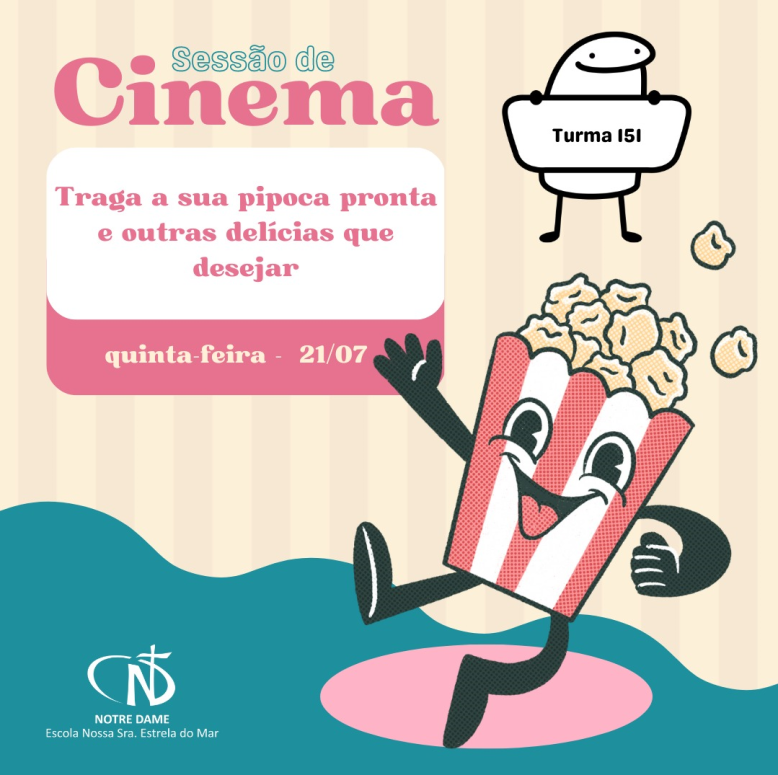 Sessão de
Cinema
Turma 151
Traga a sua pipoca pronta
e outras delícias que
desejar
quinta-feira - 21/07
NOTRE DAME
Escola Nossa Sra. Estrela do Mar